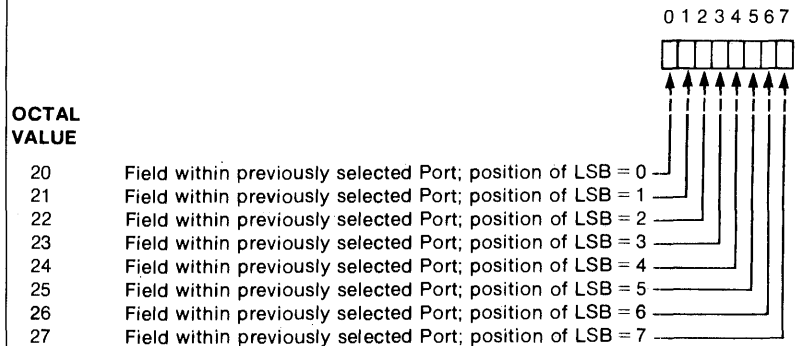 0 1 2 3 4 5 6 7
OCTAL
VALUE
20 Field within previously selected Port; position of LSB = 0
21 Field within previously selected Port; position of LSB = 1
22 Field within previously selected Port; position of LSB = 2
23 Field within previously selected Port; position of LSB = 3
24 Field within previously selected Port; position of LSB = 4
25 Field within previously selected Port; position of LSB = 5
26 Field within previously selected Port; position of LSB = 6
27 Field within previously selected Port; position of LSB = 7